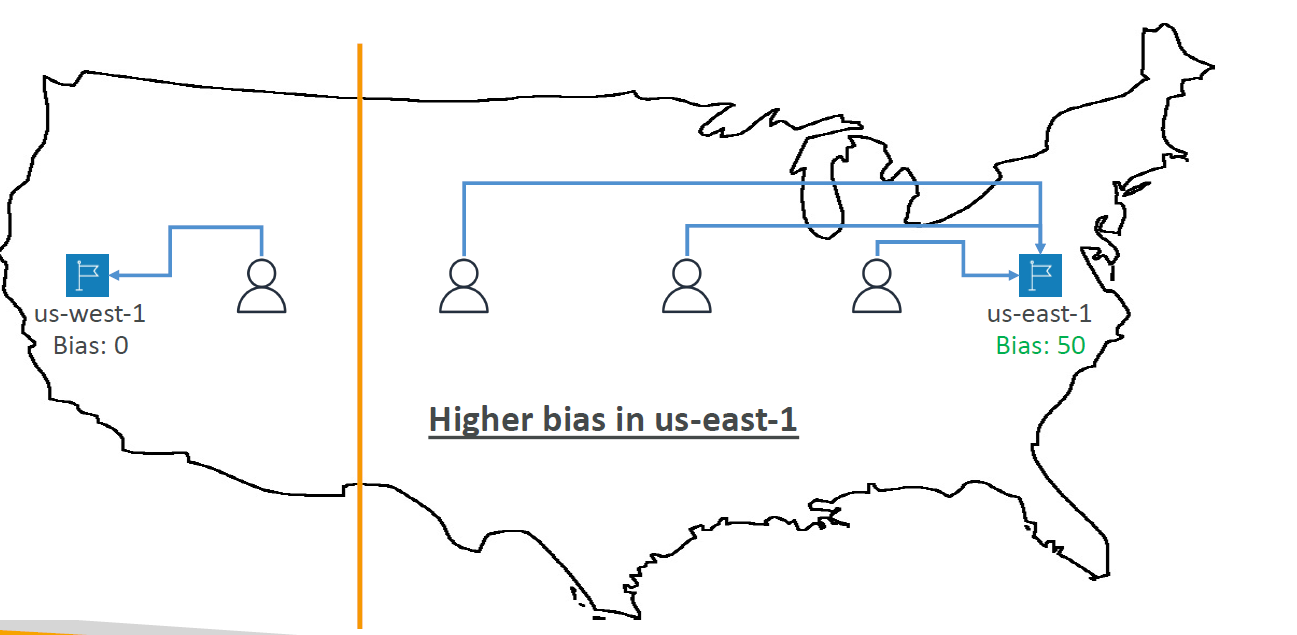 us-west-1
Bias: 0
us-east-1
Bias: 50
Higher bias in us-east-1